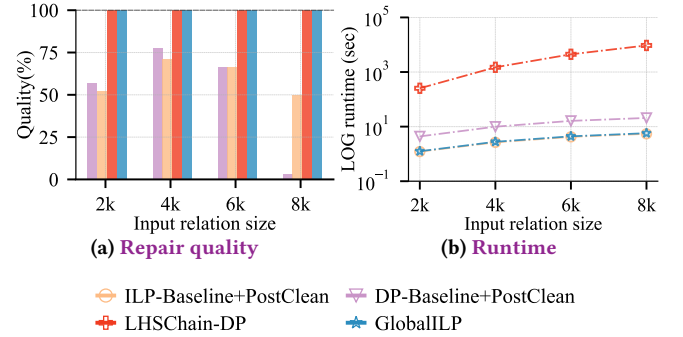 100
75
50
25
0
Quality(%)
2k 4k 6k 8k
Input relation size
(a) Repair quality
10^5
10^3
10^1
10^−1
LOG runtime (sec)
2k 4k 6k 8k
Input relation size
(b) Runtime
ILP-Baseline+PostClean DP-Baseline+PostClean
LHSChain-DP GlobalILP